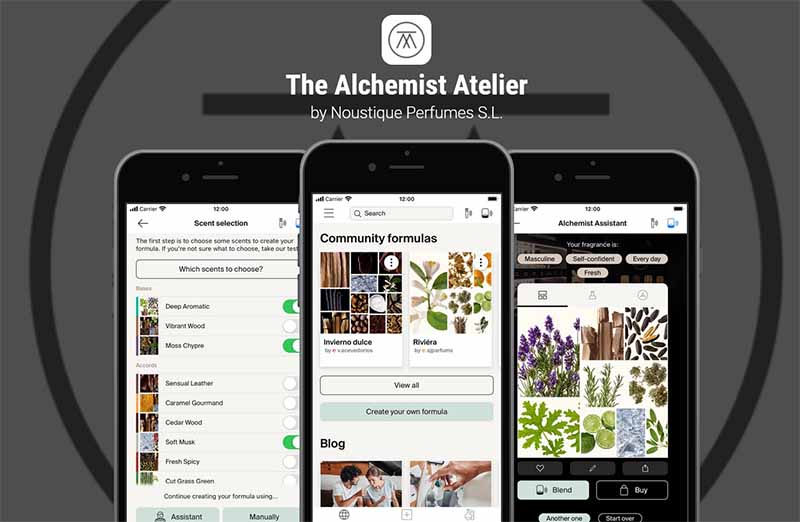 The Alchemist Atelier
by Noustique Perfumes S.L.
Carrier
12:00
Scent selection
The first step is to choose some scents to create your
formula. If you're not sure what to choose, take our test
Which scents to choose?
Bases
Deep Aromatic
Vibrant Wood
Moss Chypre
Accords
Sensual Leather
Caramel Gourmand
Cedar Wood
Soft Musk
Fresh Spicy
Cut Grass Green
Continue creating your formula using...
Assistant
Manually
Carrier
12:00
Search
Community formulas
Invierno dulce
by
Riviéra
by
View all
Create your own formula
Blog
Carrier
12:00
Alchemist Assistant
Your fragrance is:
Masculine
Self-confident
Every day
Fresh
Blend
Buy
Another one
Start over